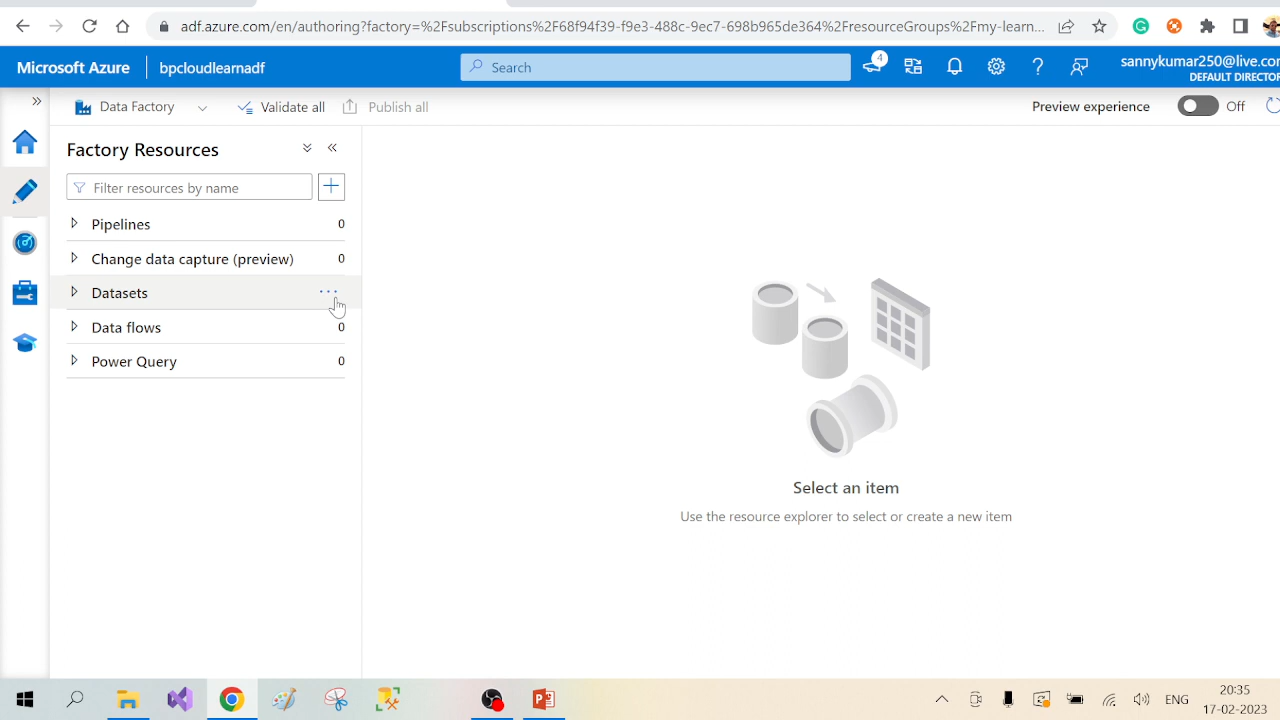 adf.azure.com/en/authoring?factory=%2Fsubscriptions%2F68f94f39-f9e3-488c-9ec7-698b965de364%2FresourceGroups%2Fmy-learn...
Microsoft Azure
bpcloudlearnadf
Search
4
sannykumar250@live.com
DEFAULT DIRECTOR
Data Factory
Validate all
Publish all
Preview experience
Off
Factory Resources
Filter resources by name
Pipelines 0
Change data capture (preview) 0
Datasets
Data flows 0
Power Query 0
Select an item
Use the resource explorer to select or create a new item
ENG
20:35
17-02-2023